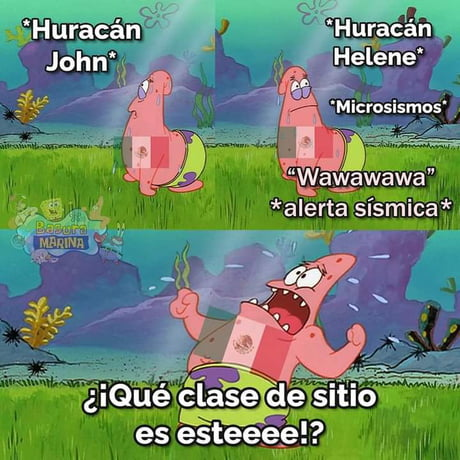 *Huracán
John*
*Huracán
Helene*
*Microsismos*
“Wawawawa”
*alerta sísmica*
Basura
MARINA
¿¡Qué clase de sitio
es esteeee!?